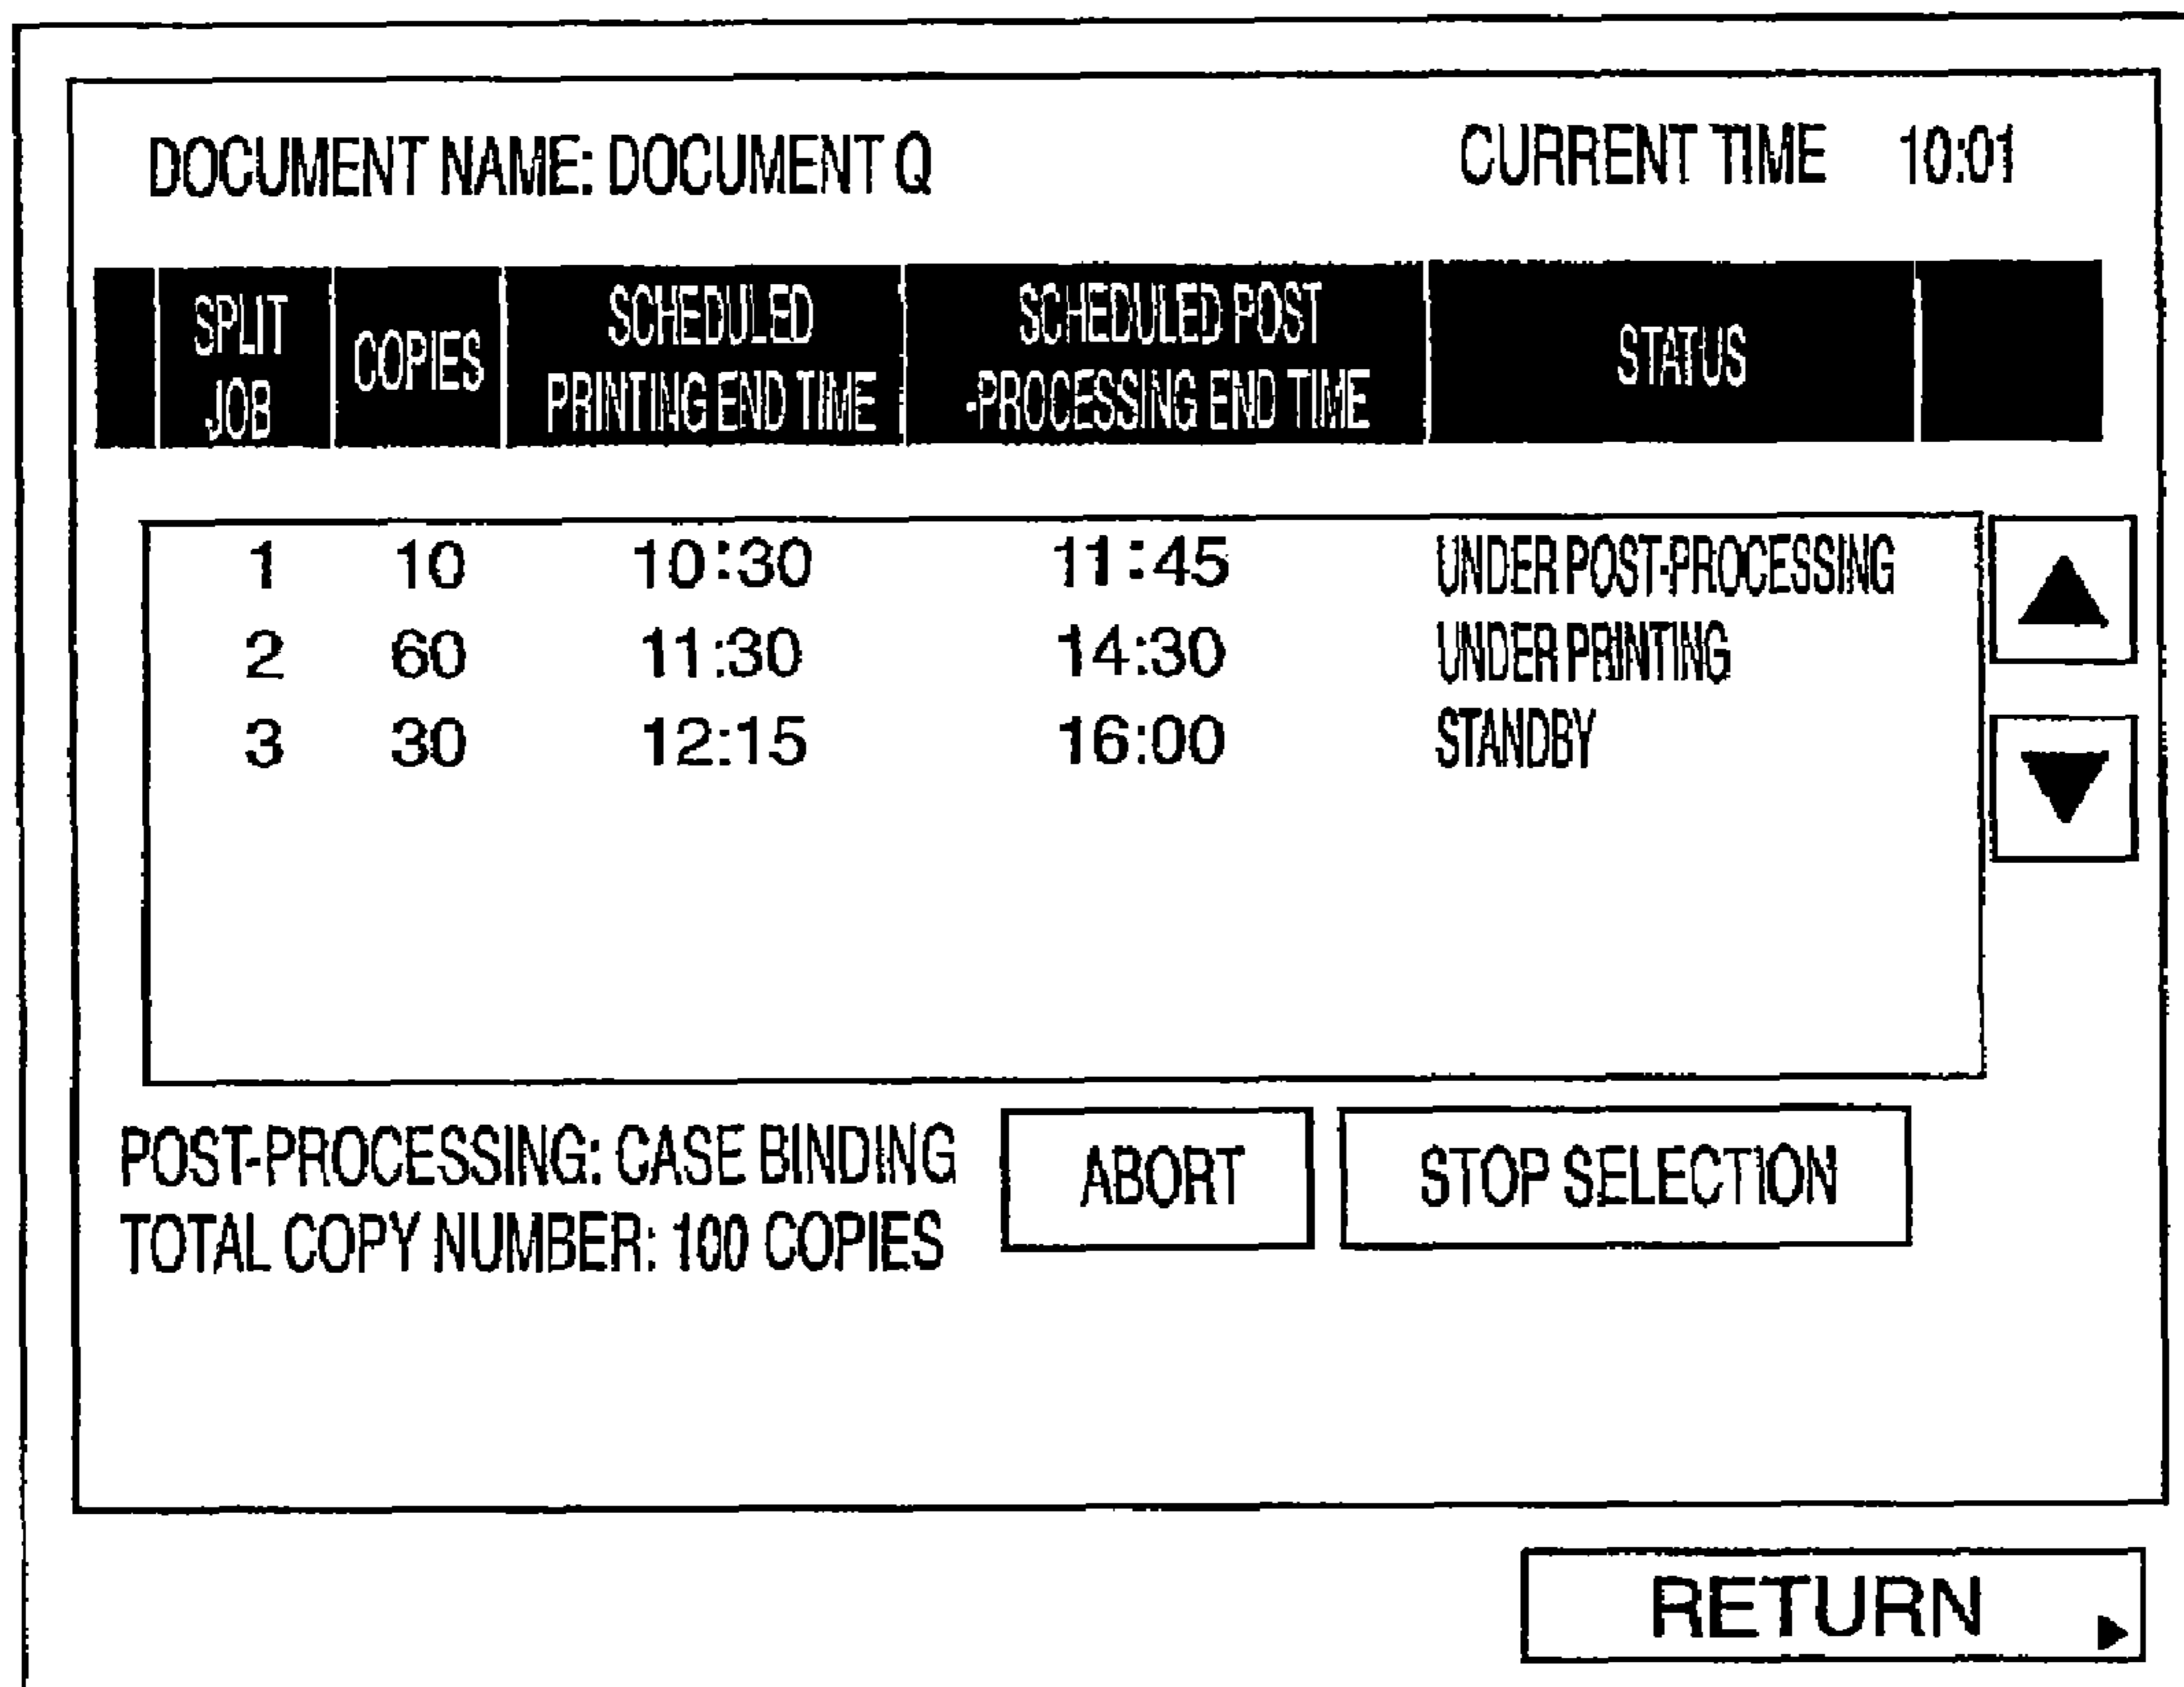 DOCUMENT NAME: DOCUMENT Q CURRENT TIME 10:01
SPLIT JOB COPIES SCHEDULED PRINTING END TIME SCHEDULED POST -PROCESSING END TIME STATUS
1 10 10:30 11:45 UNDER POST-PROCESSING
2 60 11:30 14:30 UNDER PRINTING
3 30 12:15 16:00 STANDBY
POST-PROCESSING: CASE BINDING
TOTAL COPY NUMBER: 100 COPIES
ABORT STOP SELECTION
RETURN